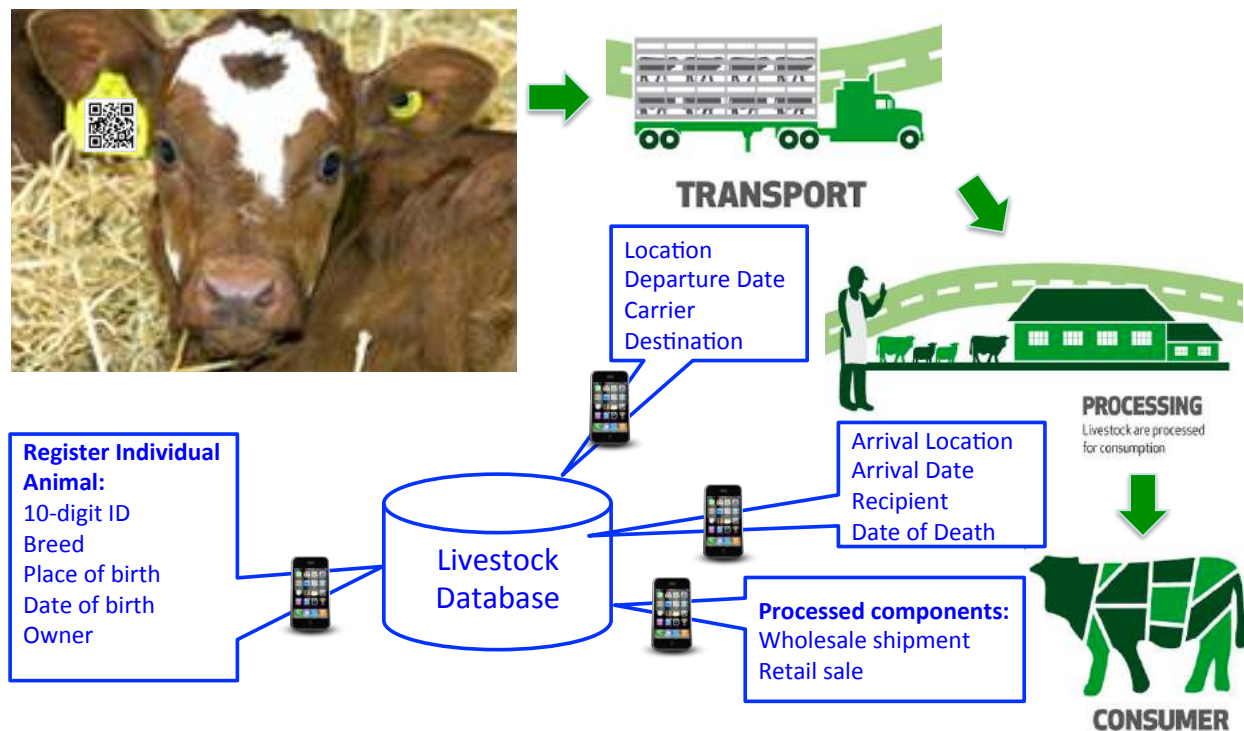 TRANSPORT
Location
Departure Date
Carrier
Destination
PROCESSING
Livestock are processed
for consumption
Register Individual
Animal:
10-digit ID
Breed
Place of birth
Date of birth
Owner
Livestock
Database
Arrival Location
Arrival Date
Recipient
Date of Death
Processed components:
Wholesale shipment
Retail sale
CONSUMER